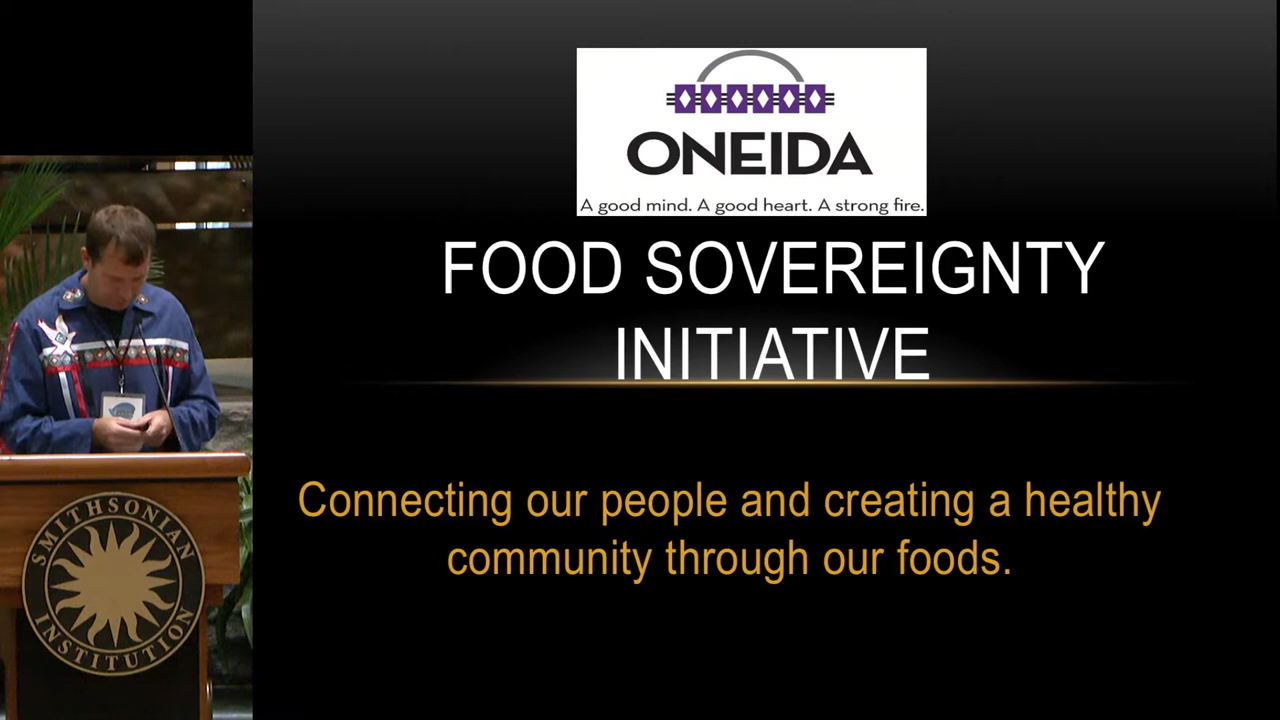 ONEIDA
A good mind. A good heart. A strong fire.
FOOD SOVEREIGNTY
INITIATIVE
Connecting our people and creating a healthy
community through our foods.
SMITHSONIAN
INSTITUTION